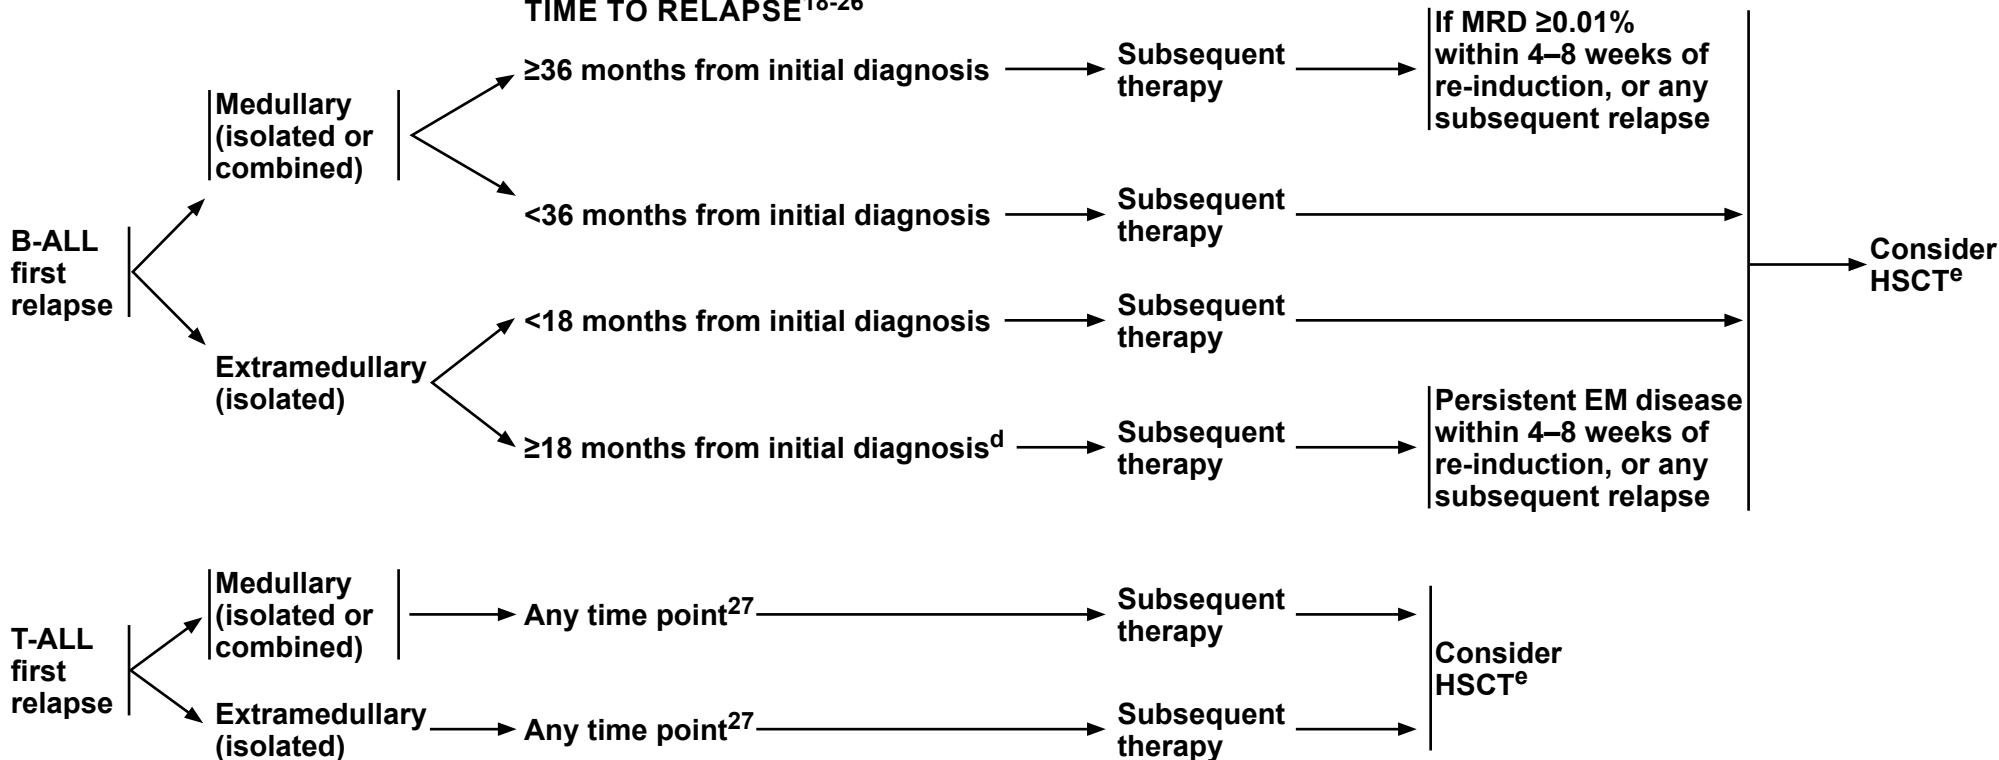 TIME TO RELAPSE18-26
B-ALL
first
relapse
Medullary
(isolated or
combined)
≥36 months from initial diagnosis
Subsequent
therapy
If MRD ≥0.01%
within 4–8 weeks of
re-induction, or any
subsequent relapse
<36 months from initial diagnosis
Subsequent
therapy
Extramedullary
(isolated)
<18 months from initial diagnosis
Subsequent
therapy
≥18 months from initial diagnosisd
Subsequent
therapy
Persistent EM disease
within 4–8 weeks of
re-induction, or any
subsequent relapse
Consider
HSCTe
T-ALL
first
relapse
Medullary
(isolated or
combined)
Any time point27
Subsequent
therapy
Extramedullary
(isolated)
Any time point27
Subsequent
therapy
Consider
HSCTe